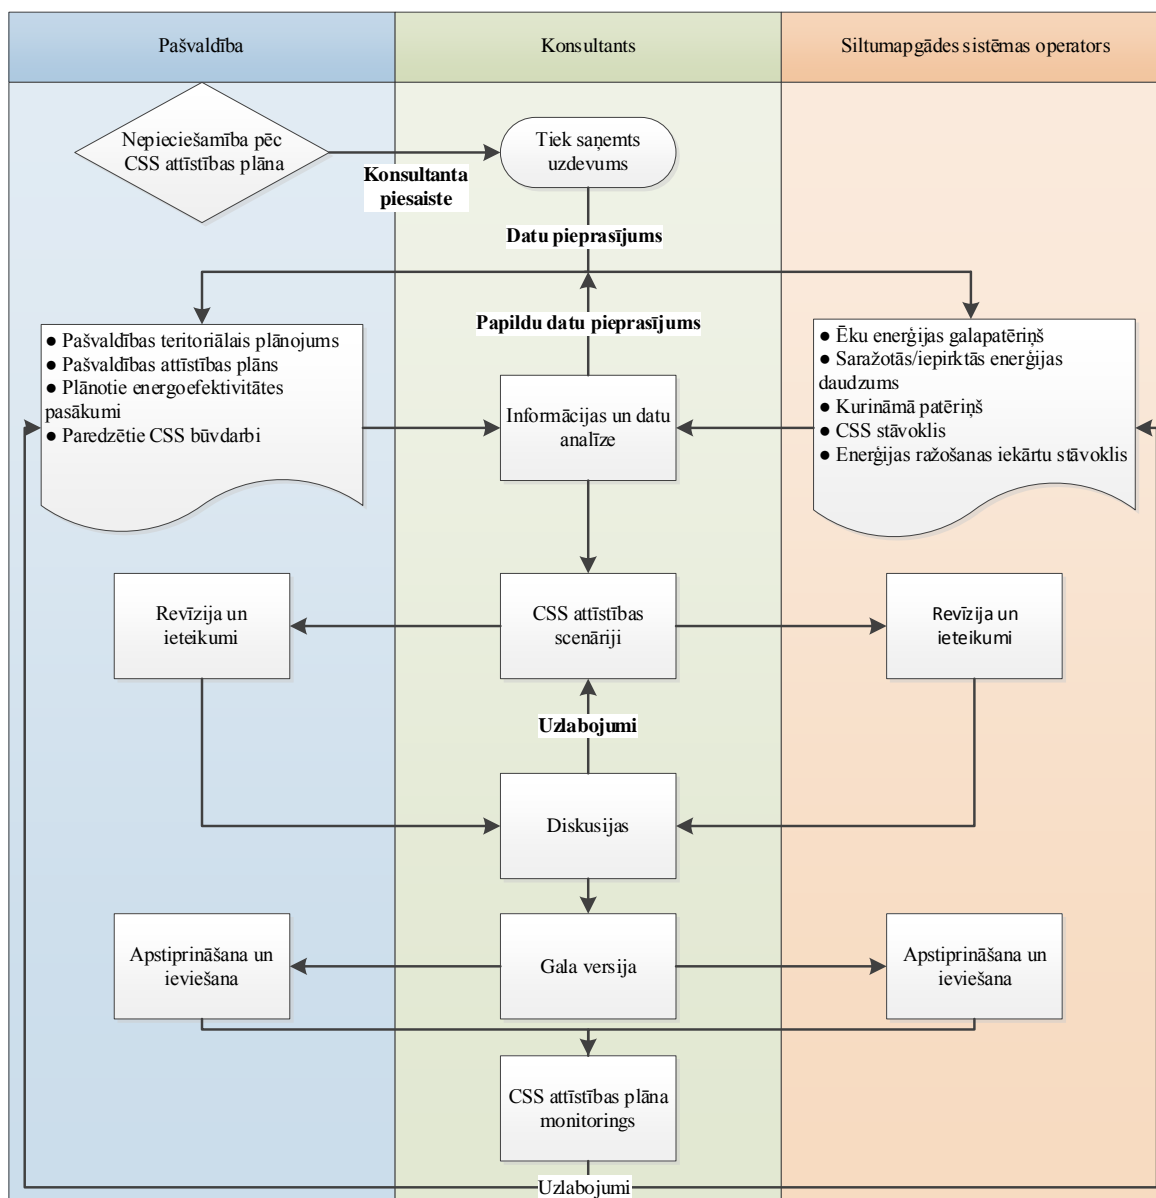 Pašvaldība
Konsultants
Siltumapgādes sistēmas operators
Nepieciešamība pēc
CSS attīstības plāna
Konsultanta
piesaiste
Tiek saņemts
uzdevums
Datu pieprasījums
Papildu datu pieprasījums
● Pašvaldības teritoriālais plānojums
● Pašvaldības attīstības plāns
● Plānotie energoefektivitātes
pasākumi
● Paredzētie CSS būvdarbi
Informācijas un datu
analīze
● Ēku enerģijas galapatēriņš
● Saražotās/iepirktās enerģijas
daudzums
● Kurināmā patēriņš
● CSS stāvoklis
● Enerģijas ražošanas iekārtu stāvoklis
Revīzija un
ieteikumi
CSS attīstības
scenāriji
Revīzija un
ieteikumi
Uzlabojumi
Diskusijas
Apstiprināšana un
ieviešana
Gala versija
Apstiprināšana un
ieviešana
CSS attīstības plāna
monitorings
Uzlabojumi